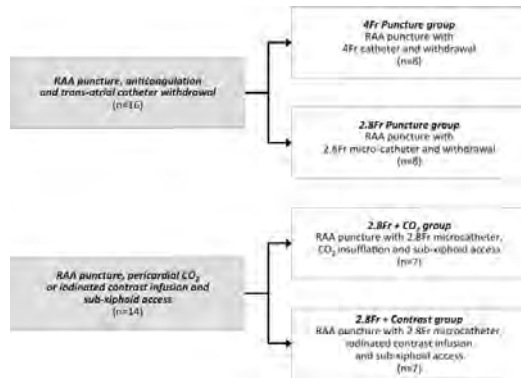 4Fr Puncture group
RAA puncture with
4Fr catheter and withdrawal
(n=8)
RAA puncture, anticoagulation
and trans-atrial catheter withdrawal
(n=16)
2.8Fr Puncture group
RAA puncture with
2.8Fr micro-catheter and withdrawal
(n=8)
2.8Fr + CO₂ group
RAA puncture with 2.8Fr microcatheter,
CO₂ insufflation and sub-xiphoid access
(n=7)
RAA puncture, pericardial CO₂
or iodinated contrast infusion and
sub-xiphoid access
(n=14)
2.8Fr + Contrast group
RAA puncture with 2.8Fr microcatheter,
iodinated contrast infusion
and sub-xiphoid access
(n=7)